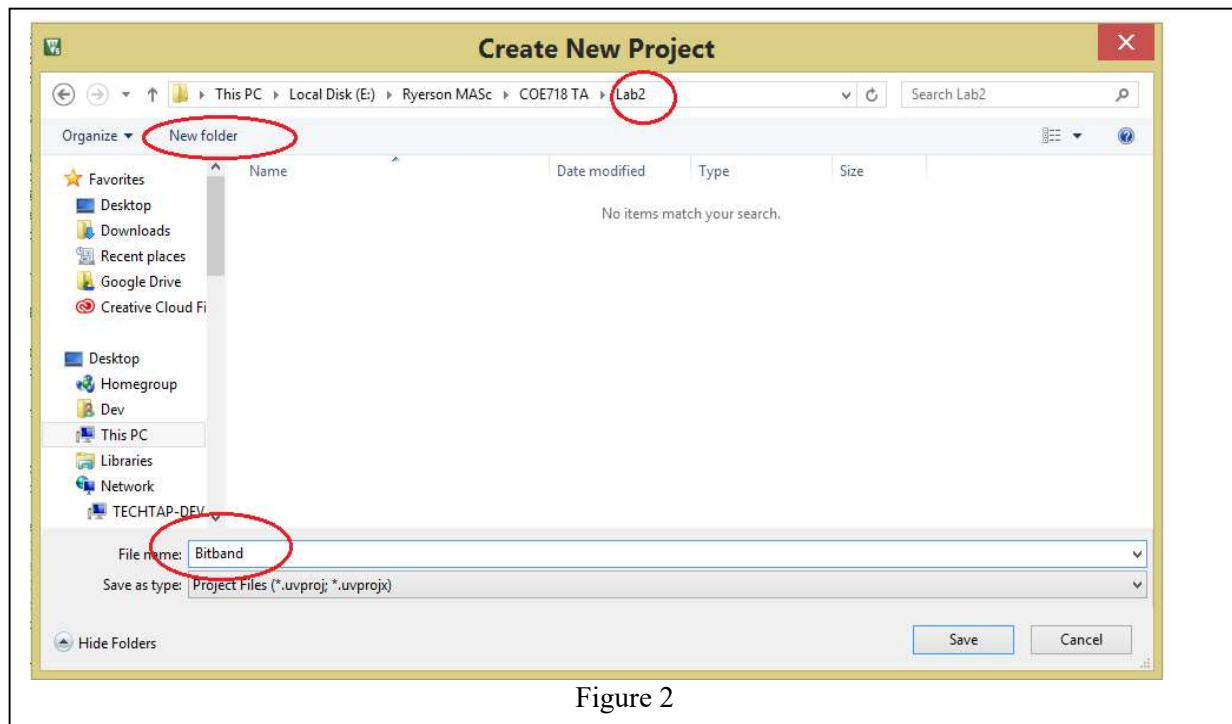 Create New Project
This PC Local Disk (E:) Ryerson MASc COE718 TA Lab2
Search Lab2
Organize New folder
Name Date modified Type Size
No items match your search.
Favorites
Desktop
Downloads
Recent places
Google Drive
Creative Cloud Fi
Desktop
Homegroup
Dev
This PC
Libraries
Network
TECHTAP-DEV
File name: Bitband
Save as type: Project Files (*.uvproj; *.uvprojx)
Hide Folders Save Cancel
Figure 2